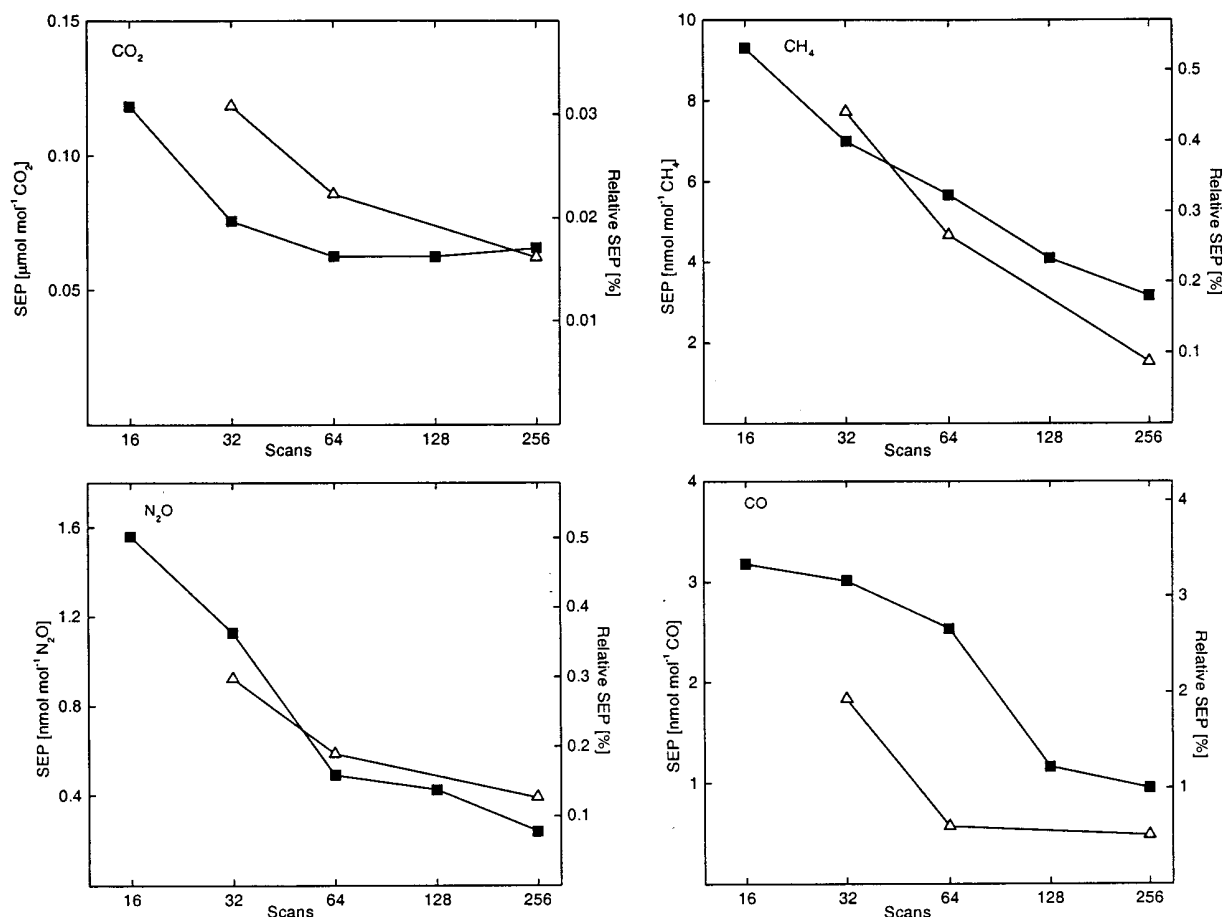 0.15
0.10
0.05
SEP [μmol mol⁻¹ CO₂]
CO₂
0.03
0.02
0.01
Relative SEP [%]
16 32 64 128 256
Scans
10
8
6
4
2
SEP [nmol mol⁻¹ CH₄]
CH₄
0.5
0.4
0.3
0.2
0.1
Relative SEP [%]
16 32 64 128 256
Scans
1.6
1.2
0.8
0.4
SEP [nmol mol⁻¹ N₂O]
N₂O
0.5
0.4
0.3
0.2
0.1
Relative SEP [%]
16 32 64 128 256
Scans
4
3
2
1
SEP [nmol mol⁻¹ CO]
CO
4
3
2
1
Relative SEP [%]
16 32 64 128 256
Scans